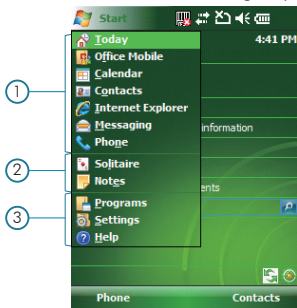 Start
Today
4:41 PM
Office Mobile
Calendar
Contacts
Internet Explorer
Messaging
information
Phone
Solitaire
Notes
ents
Programs
Settings
Help
Phone
Contacts
1
2
3